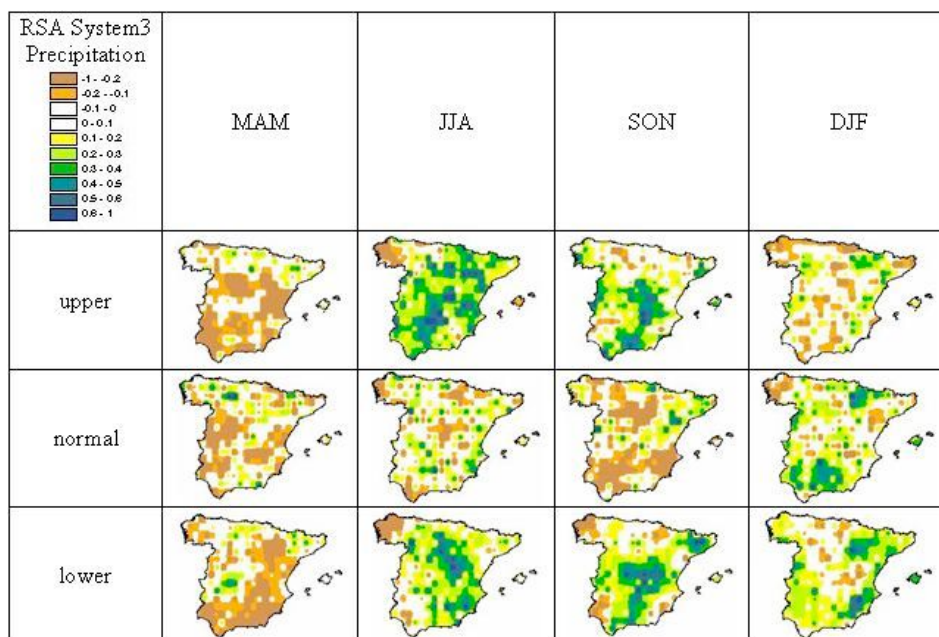 RSA System3
Precipitation
-1 - -0.2
-0.2 - -0.1
-0.1 - 0
0 - 0.1
0.1 - 0.2
0.2 - 0.3
0.3 - 0.4
0.4 - 0.5
0.5 - 0.6
0.6 - 1
MAM
JJA
SON
DJF
upper
normal
lower